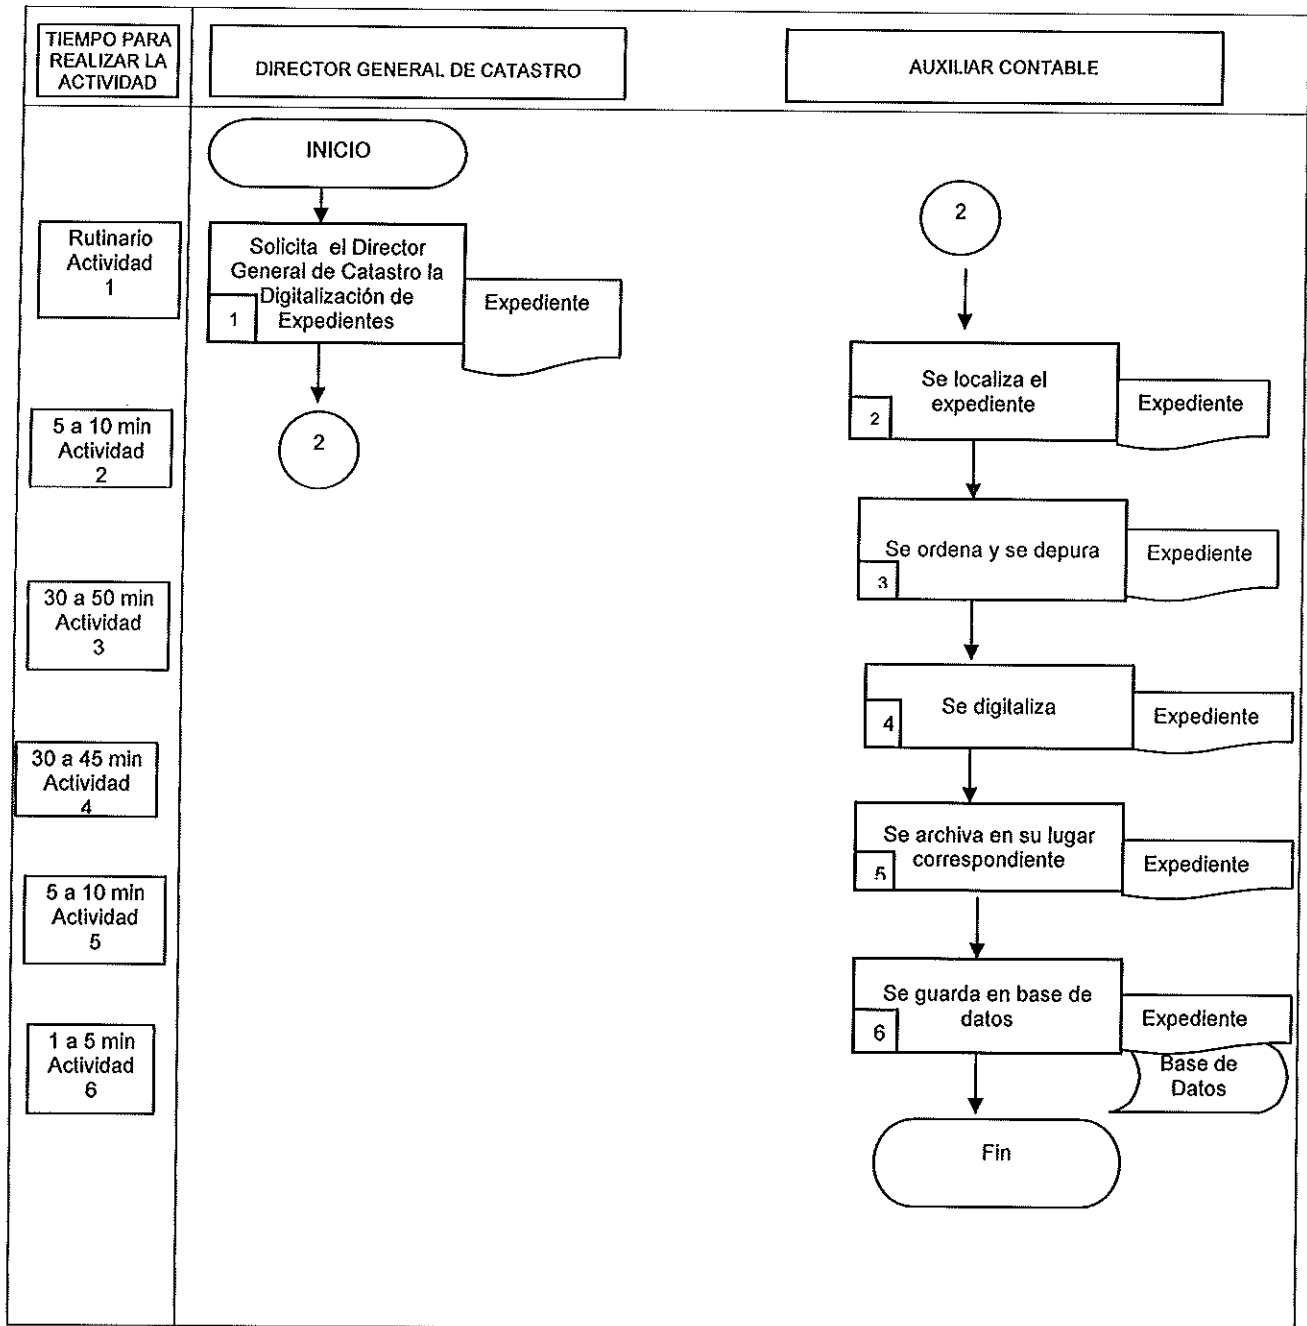 TIEMPO PARA
REALIZAR LA
ACTIVIDAD
DIRECTOR GENERAL DE CATASTRO
AUXILIAR CONTABLE
INICIO
Rutinario
Actividad
1
Solicita el Director
General de Catastro la
Digitalización de
Expedientes
1
Expediente
2
5 a 10 min
Actividad
2
2
Se localiza el
expediente
2
Expediente
30 a 50 min
Actividad
3
Se ordena y se depura
3
Expediente
30 a 45 min
Actividad
4
Se digitaliza
4
Expediente
5 a 10 min
Actividad
5
Se archiva en su lugar
correspondiente
5
Expediente
1 a 5 min
Actividad
6
Se guarda en base de
datos
6
Expediente
Base de
Datos
Fin